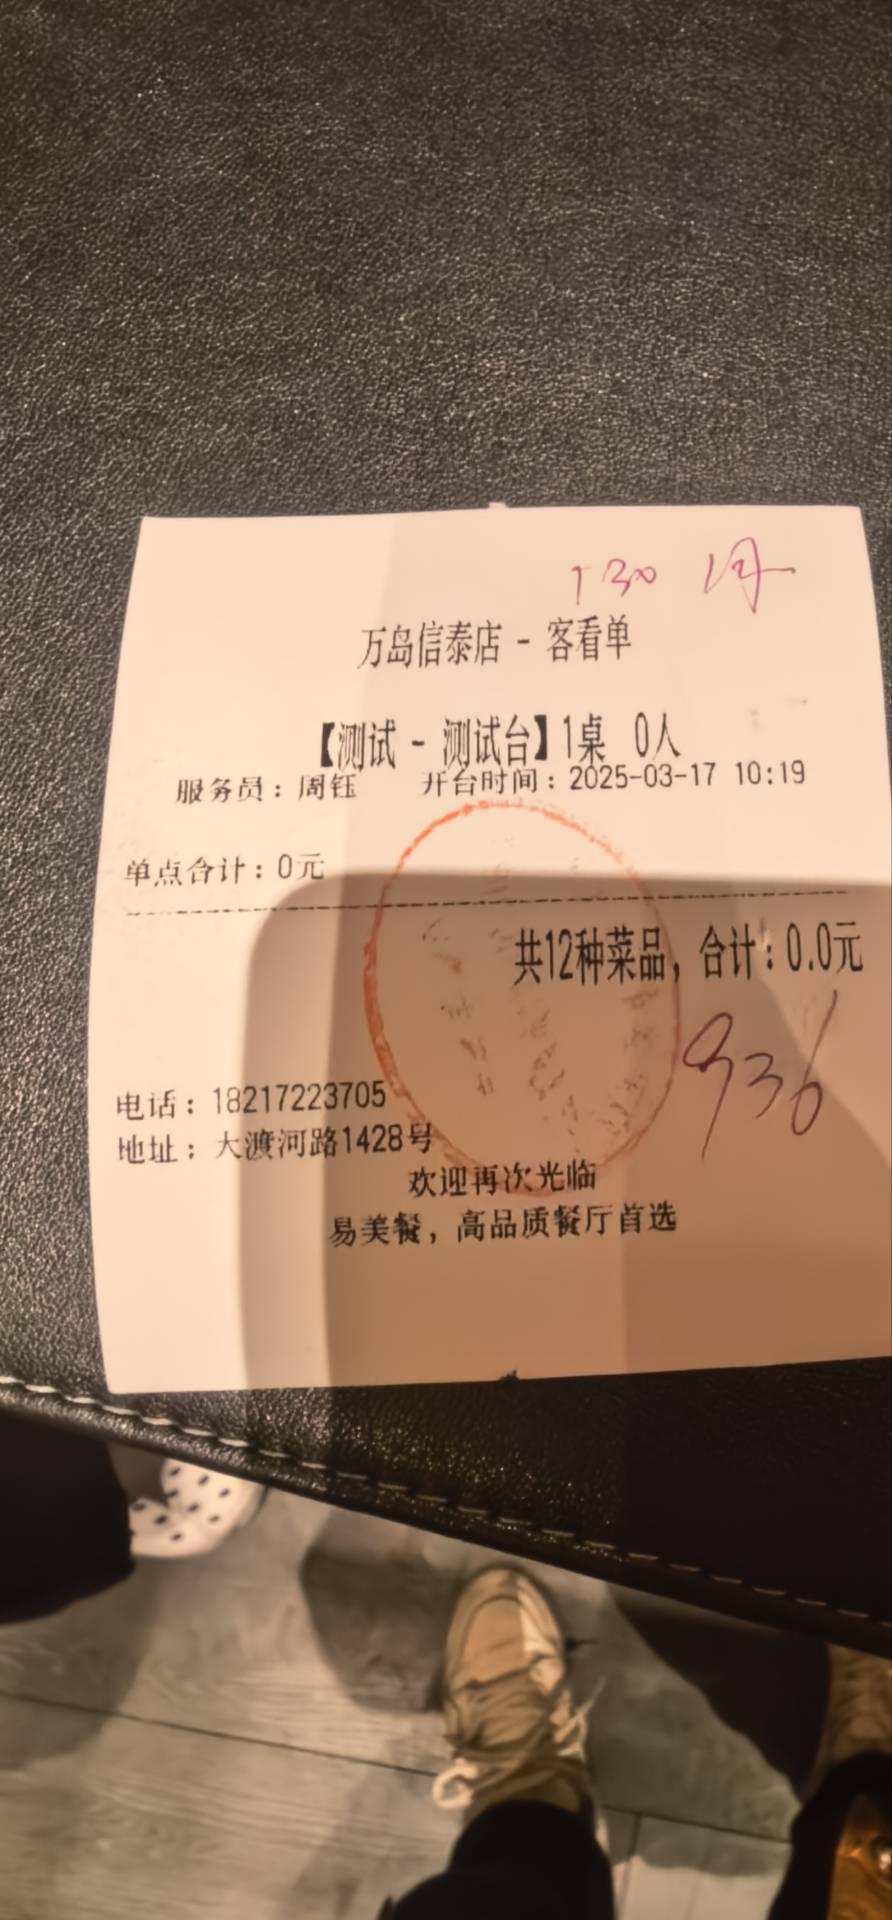 130
万岛信泰店 - 客看单
【测试 - 测试台】1桌 0人
服务员：周钰 开台时间：2025-03-17 10:19
单点合计：0元
共12种菜品，合计：0.0元
936
电话：18217223705
地址：大渡河路1428号
欢迎再次光临
易美餐，高品质餐厅首选